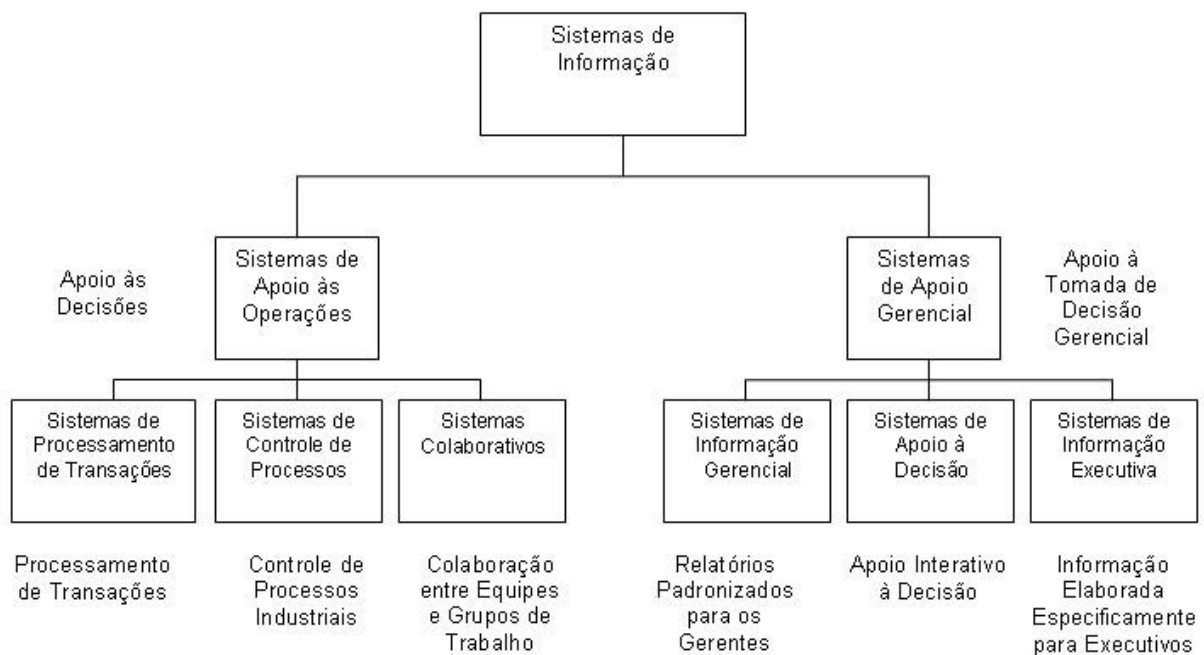 Sistemas de
Informação
Apoio às
Decisões
Sistemas de
Apoio às
Operações
Sistemas
de Apoio
Gerencial
Apoio à
Tomada de
Decisão
Gerencial
Sistemas de
Processamento
de Transações
Sistemas de
Controle de
Processos
Sistemas
Colaborativos
Sistemas de
Informação
Gerencial
Sistemas de
Apoio à
Decisão
Sistemas de
Informação
Executiva
Processamento
de Transações
Controle de
Processos
Industriais
Colaboração
entre Equipes
e Grupos de
Trabalho
Relatórios
Padronizados
para os
Gerentes
Apoio Interativo
à Decisão
Informação
Elaborada
Especificamente
para Executivos